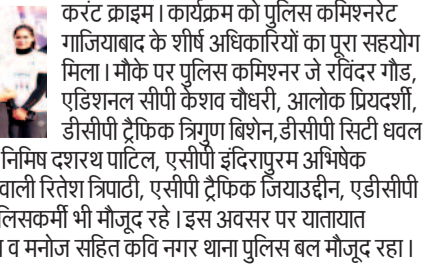 करंट क्राइम। कार्यक्रम को पुलिस कमिश्नरेट
गाजियाबाद के शीर्ष अधिकारियों का पूरा सहयोग
मिला। मौके पर पुलिस कमिश्नर जे रविंदर गौड,
एडिशनल सीपी केशव चौधरी, आलोक प्रियदर्शी,
डीसीपी ट्रैफिक त्रिगुण बिशेन,डीसीपी सिटी धवल
निमिष दशरथ पाटिल, एसीपी इंदिरापुरम अभिषेक
रितेश त्रिपाठी, एसीपी ट्रैफिक जियाउद्दीन, एडीसीपी
भी मौजूद रहे। इस अवसर पर यातायात
व मनोज सहित कवि नगर थाना पुलिस बल मौजूद रहा।